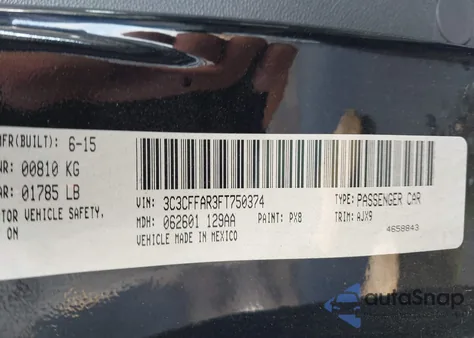 MFR(BUILT): 6-15
WR: 00810 KG
AR: 01785 LB
TOR VEHICLE SAFETY,
ON
VIN: 3C3CFFAR3FT750374
TYPE: PASSENGER CAR
MDH: 062601 129AA
PAINT: PX8
TRIM: AJX9
VEHICLE MADE IN MEXICO
4658843
autoSnap